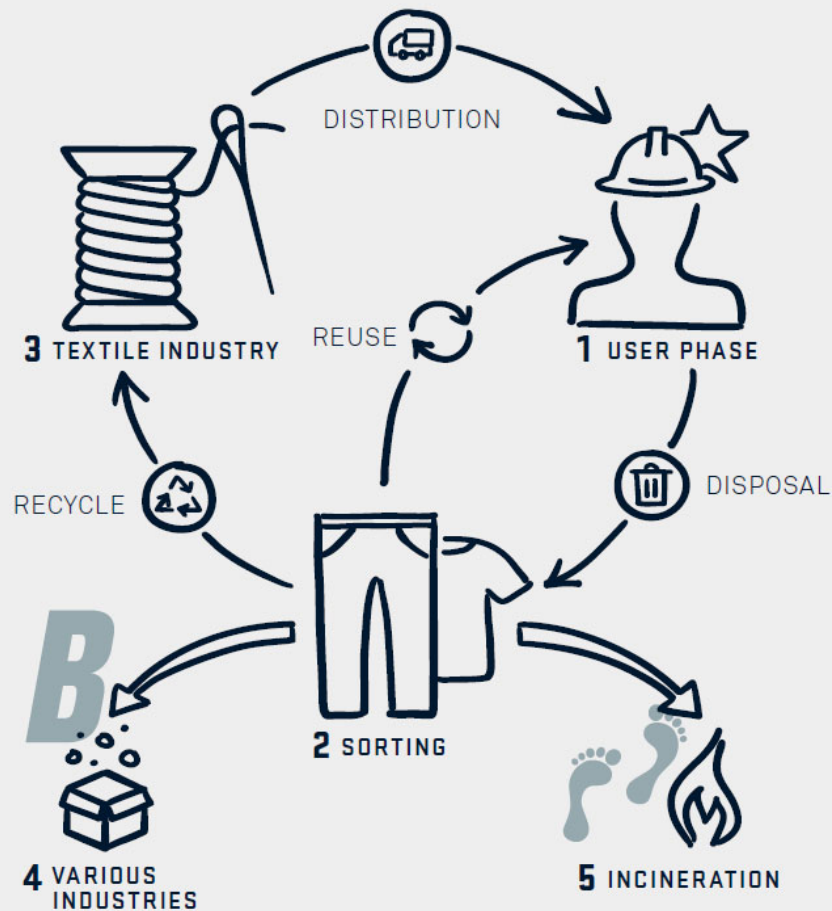 DISTRIBUTION
3 TEXTILE INDUSTRY
REUSE
1 USER PHASE
RECYCLE
DISPOSAL
B
2 SORTING
4 VARIOUS
INDUSTRIES
5 INCINERATION